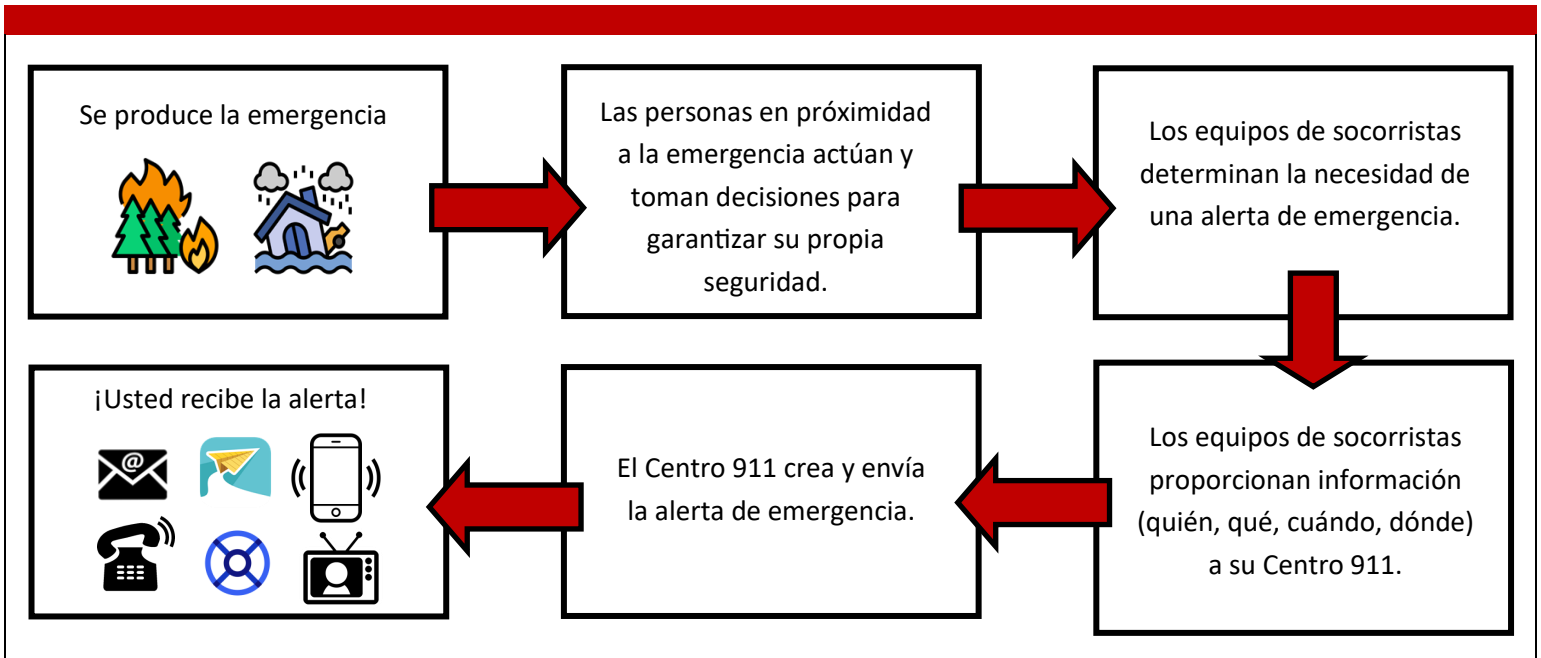 Se produce la emergencia
Las personas en próximidad
a la emergencia actúan y
toman decisiones para
garantizar su propia
seguridad.
Los equipos de socorristas
determinan la necesidad de
una alerta de emergencia.
Los equipos de socorristas
proporcionan información
(quién, qué, cuándo, dónde)
a su Centro 911.
El Centro 911 crea y envía
la alerta de emergencia.
¡Usted recibe la alerta!
@